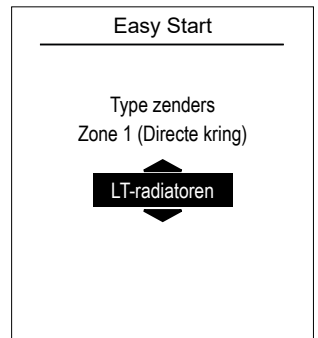 Easy Start
Type zenders
Zone 1 (Directe kring)
LT-radiatoren